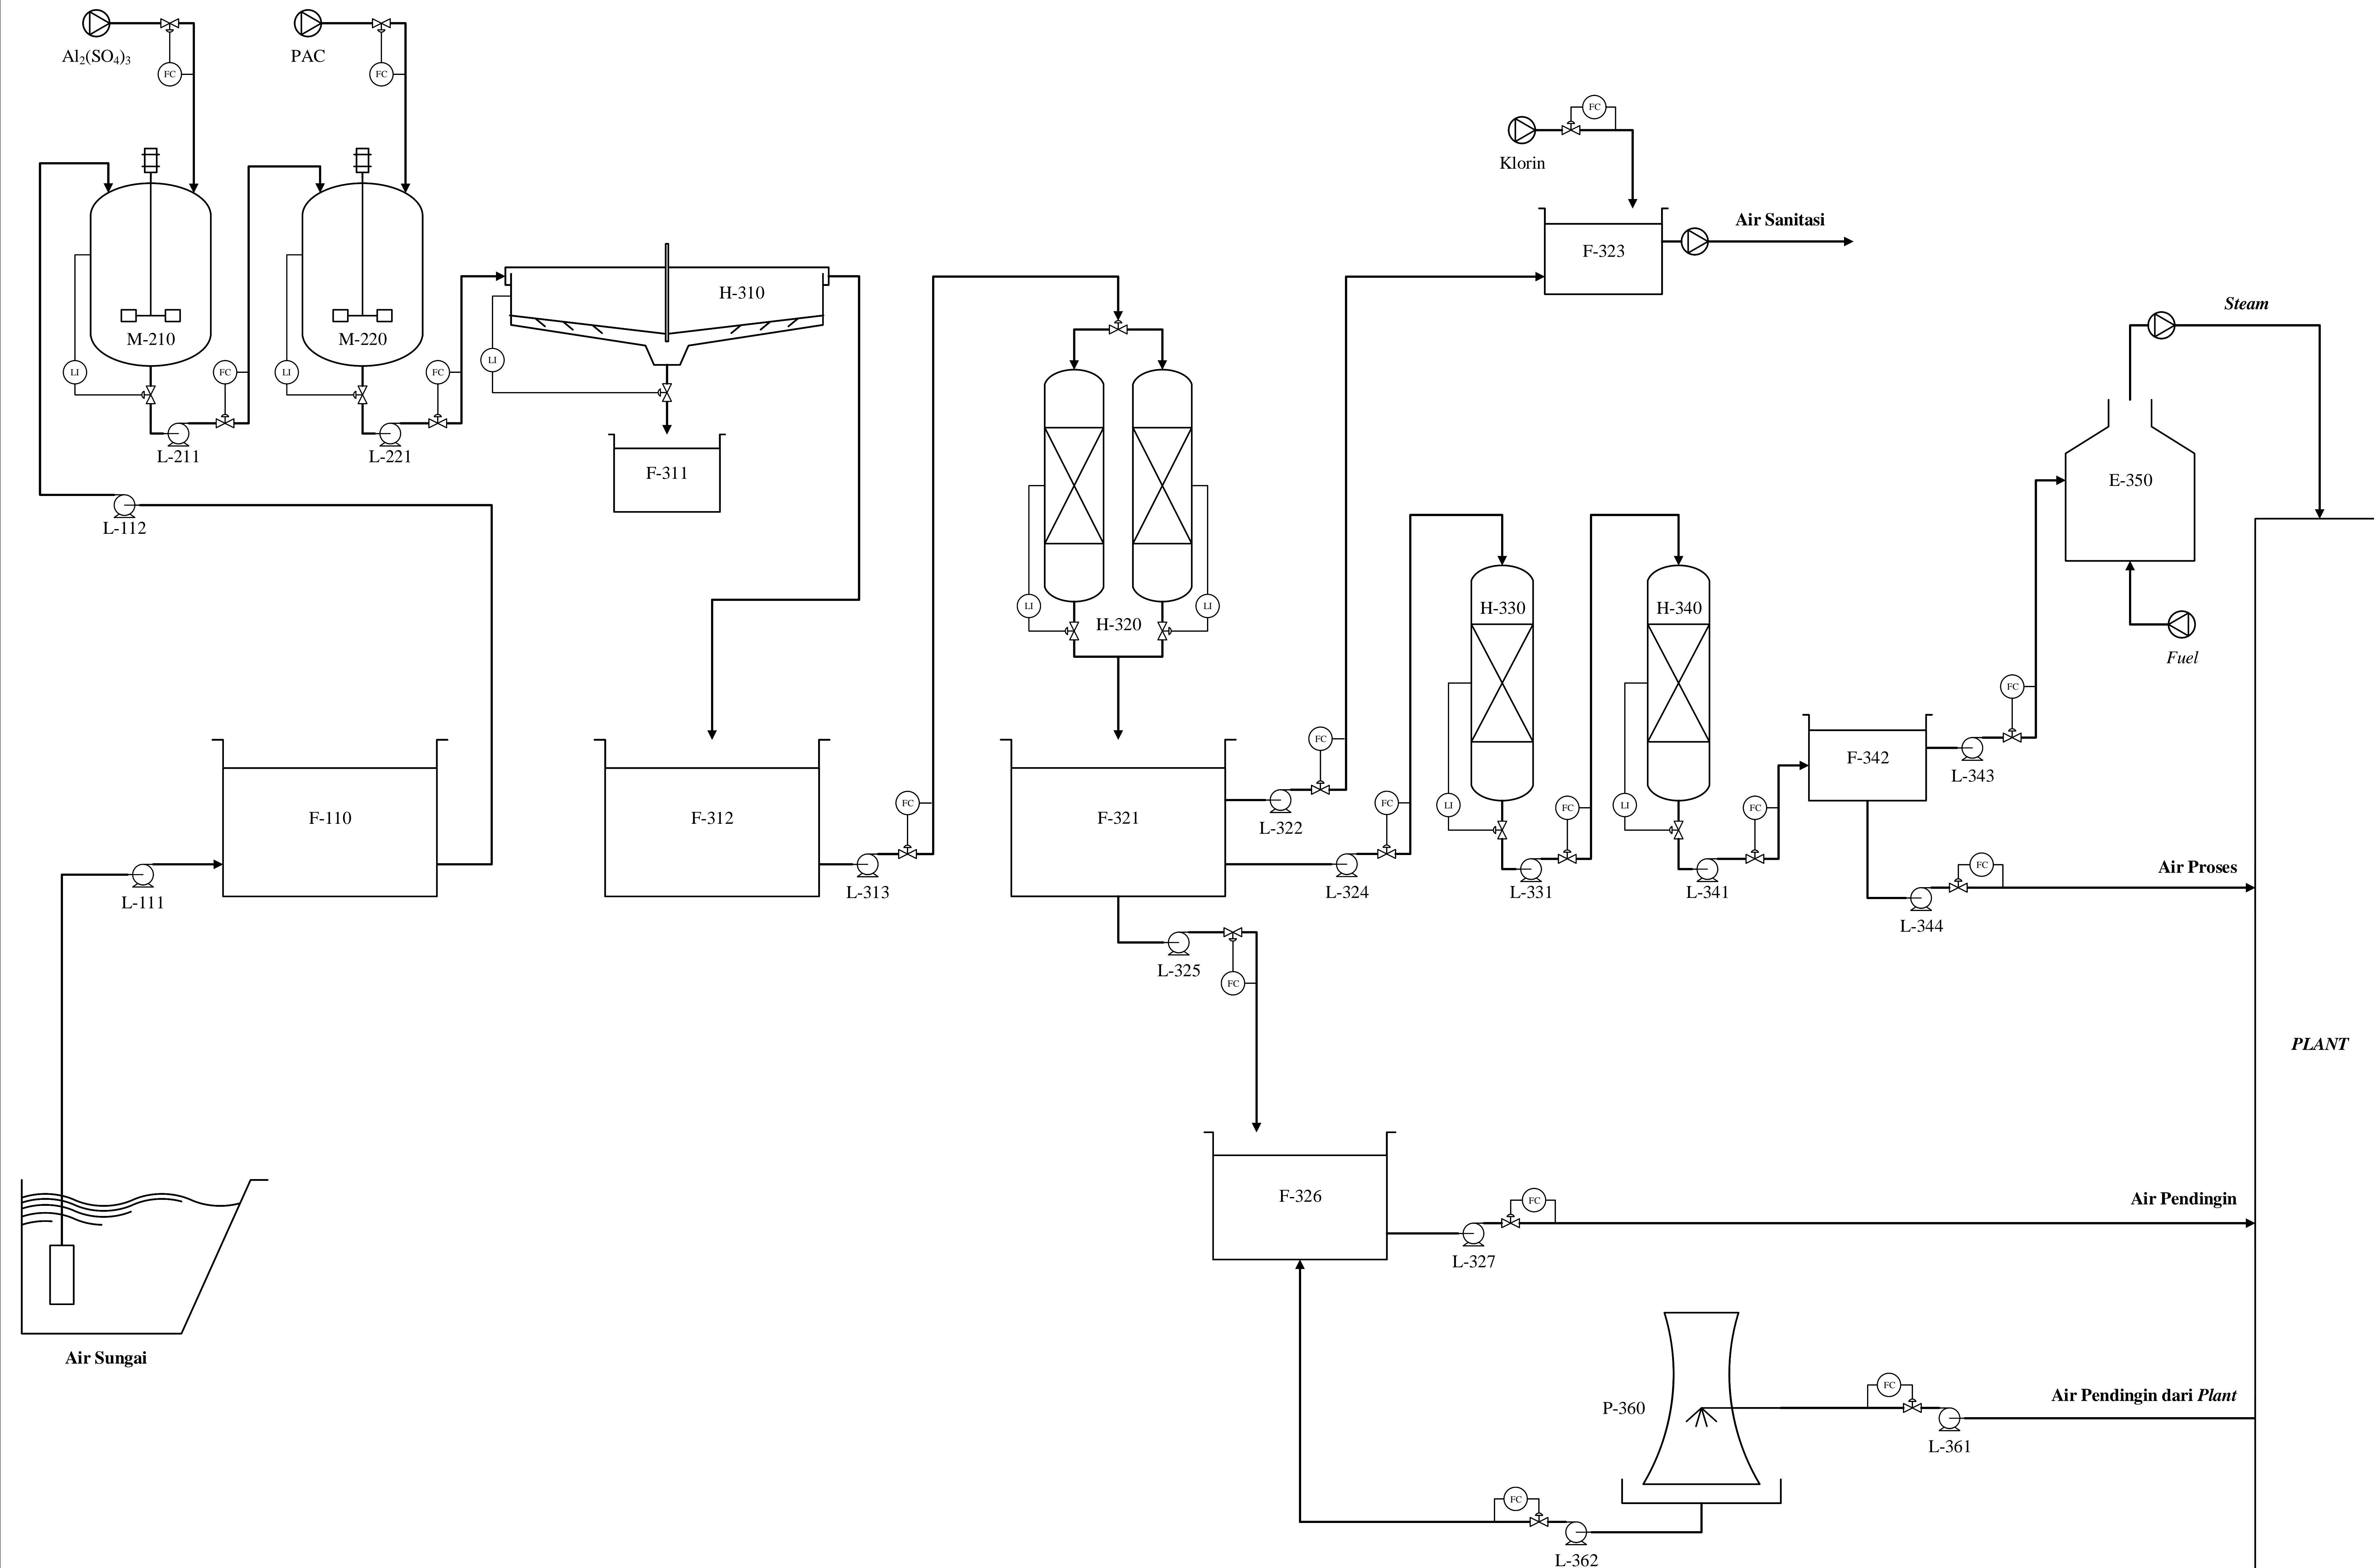 Al₂(SO₄)₃
PAC
FC
FC
FC
Klorin
F-323
Air Sanitasi
M-210
M-220
H-310
LI
LI
LI
FC
FC
L-211
L-221
F-311
L-112
Steam
E-350
Fuel
LI
LI
H-320
H-330
H-340
FC
F-110
F-312
F-321
FC
FC
FC
L-322
LI
LI
FC
FC
F-342
L-343
L-111
L-313
L-324
L-331
L-341
FC
Air Proses
L-344
L-325
FC
PLANT
F-326
FC
Air Pendingin
L-327
Air Sungai
P-360
FC
Air Pendingin dari Plant
L-361
FC
L-362